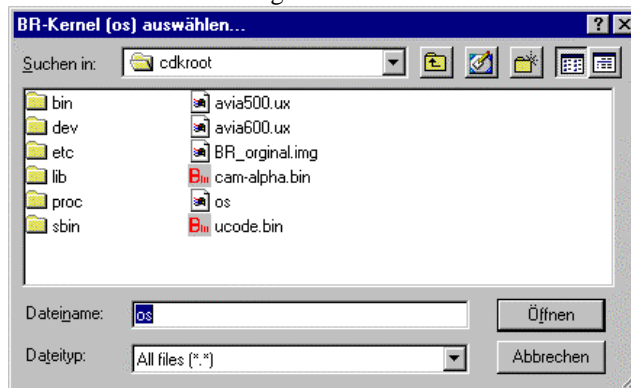 BR-Kernel (os) auswählen...
Suchen in: cdkroot
bin
dev
etc
lib
proc
sbin
avia500.ux
avia600.ux
BR_orginal.img
cam-alpha.bin
os
ucode.bin
Dateiname: os Öffnen
Dateityp: All files (*.*) Abbrechen